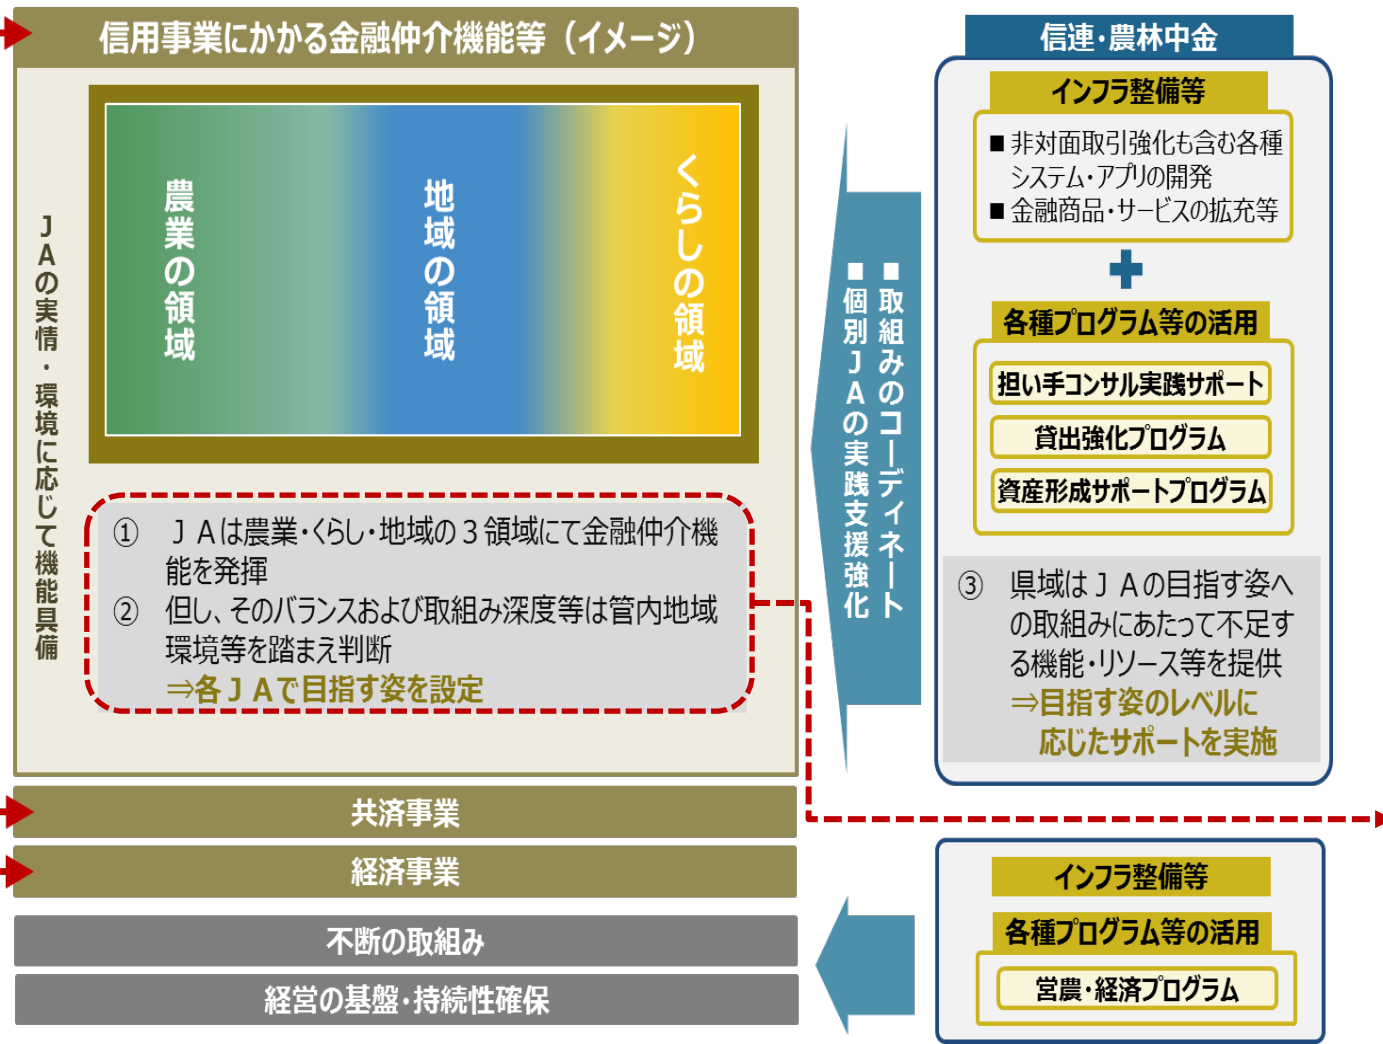 信用事業にかかる金融仲介機能等（イメージ）
JAの実情・環境に応じて機能具備
農業の領域
地域の領域
くらしの領域
① ＪＡは農業・くらし・地域の３領域にて金融仲介機
能を発揮
② 但し、そのバランスおよび取組み深度等は管内地域
環境等を踏まえ判断
⇒各ＪＡで目指す姿を設定
共済事業
経済事業
不断の取組み
経営の基盤・持続性確保
■取組みのコーディネート
■個別ＪＡの実践支援強化
信連・農林中金
インフラ整備等
■ 非対面取引強化も含む各種
システム・アプリの開発
■ 金融商品・サービスの拡充等
各種プログラム等の活用
担い手コンサル実践サポート
貸出強化プログラム
資産形成サポートプログラム
③ 県域はＪＡの目指す姿へ
の取組みにあたって不足す
る機能・リソース等を提供
⇒目指す姿のレベルに
応じたサポートを実施
インフラ整備等
各種プログラム等の活用
営農・経済プログラム